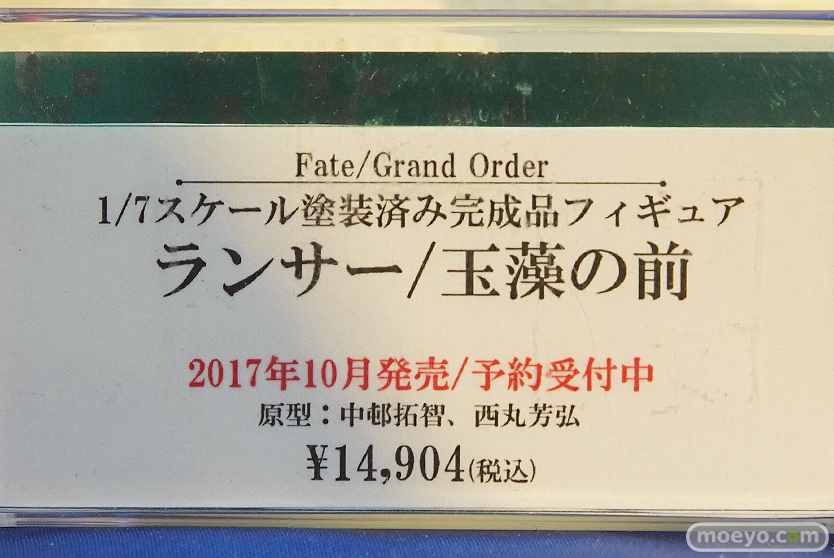 Fate/Grand Order
1/7スケール塗装済み完成品フィギュア
ランサー/玉藻の前
2017年10月発売/予約受付中
原型：中邨拓智、西丸芳弘
¥14,904(税込)
moeyo.com